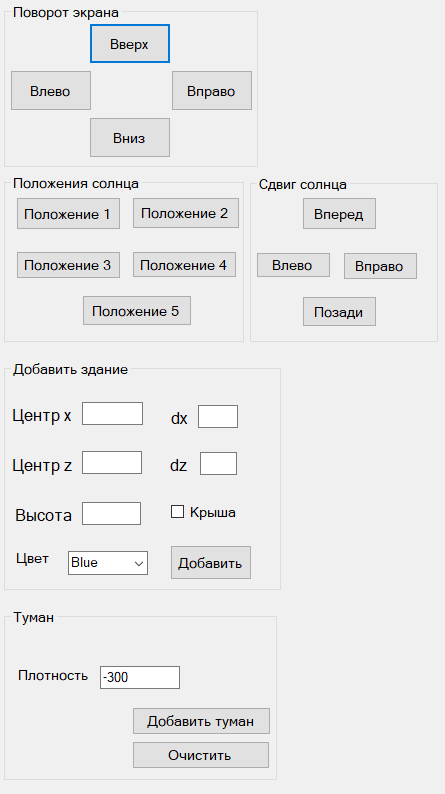 Поворот экрана
Вверх
Влево
Вправо
Вниз
Положения солнца
Положение 1
Положение 2
Положение 3
Положение 4
Положение 5
Сдвиг солнца
Вперед
Влево
Вправо
Позади
Добавить здание
Центр x
dx
Центр z
dz
Высота
Крыша
Цвет
Blue
Добавить
Туман
Плотность
-300
Добавить туман
Очистить